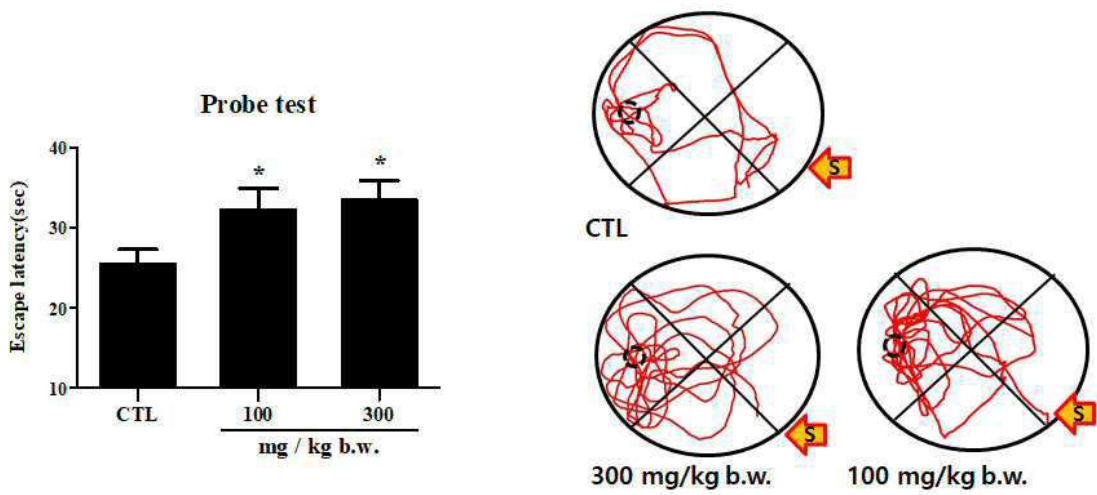 Probe test
Escape latency(sec)
40
*
*
30
20
10
CTL
100
300
mg / kg b.w.
S
CTL
S
300 mg/kg b.w.
S
100 mg/kg b.w.